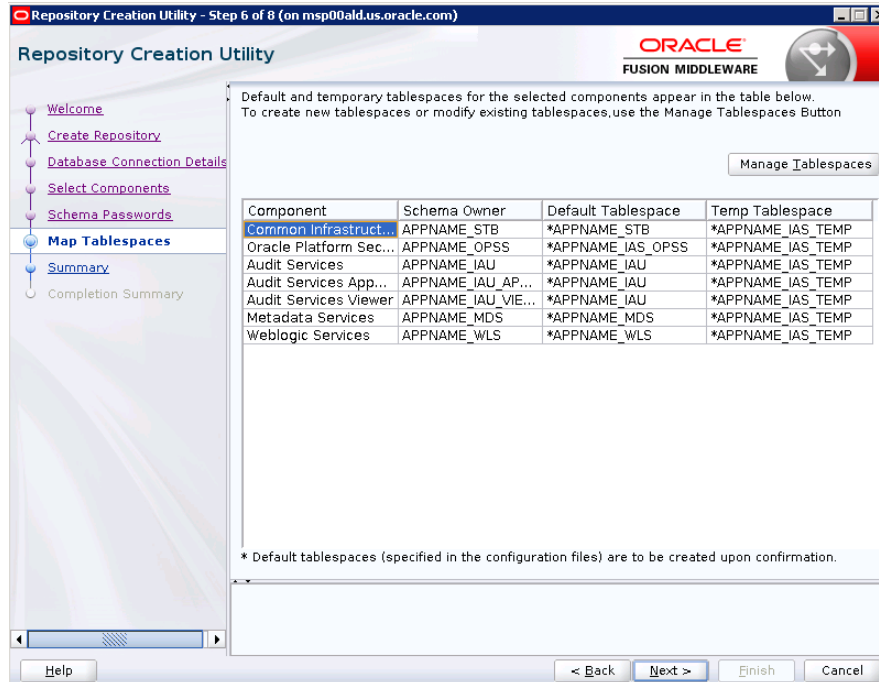 Repository Creation Utility - Step 6 of 8 (on msp00ald.us.oracle.com)
Repository Creation Utility
ORACLE
FUSION MIDDLEWARE
Welcome
Create Repository
Database Connection Details
Select Components
Schema Passwords
Map Tablespaces
Summary
Completion Summary
Default and temporary tablespaces for the selected components appear in the table below.
To create new tablespaces or modify existing tablespaces,use the Manage Tablespaces Button
Manage Tablespaces
Component Schema Owner Default Tablespace Temp Tablespace
Common Infrastruct... APPNAME_STB *APPNAME_STB *APPNAME_IAS_TEMP
Oracle Platform Sec... APPNAME_OPSS *APPNAME_IAS_OPSS *APPNAME_IAS_TEMP
Audit Services APPNAME_IAU *APPNAME_IAU *APPNAME_IAS_TEMP
Audit Services App... APPNAME_IAU_AP... *APPNAME_IAU *APPNAME_IAS_TEMP
Audit Services Viewer APPNAME_IAU_VIE... *APPNAME_IAU *APPNAME_IAS_TEMP
Metadata Services APPNAME_MDS *APPNAME_MDS *APPNAME_IAS_TEMP
Weblogic Services APPNAME_WLS *APPNAME_WLS *APPNAME_IAS_TEMP
* Default tablespaces (specified in the configuration files) are to be created upon confirmation.
Help
< Back
Next >
Finish
Cancel